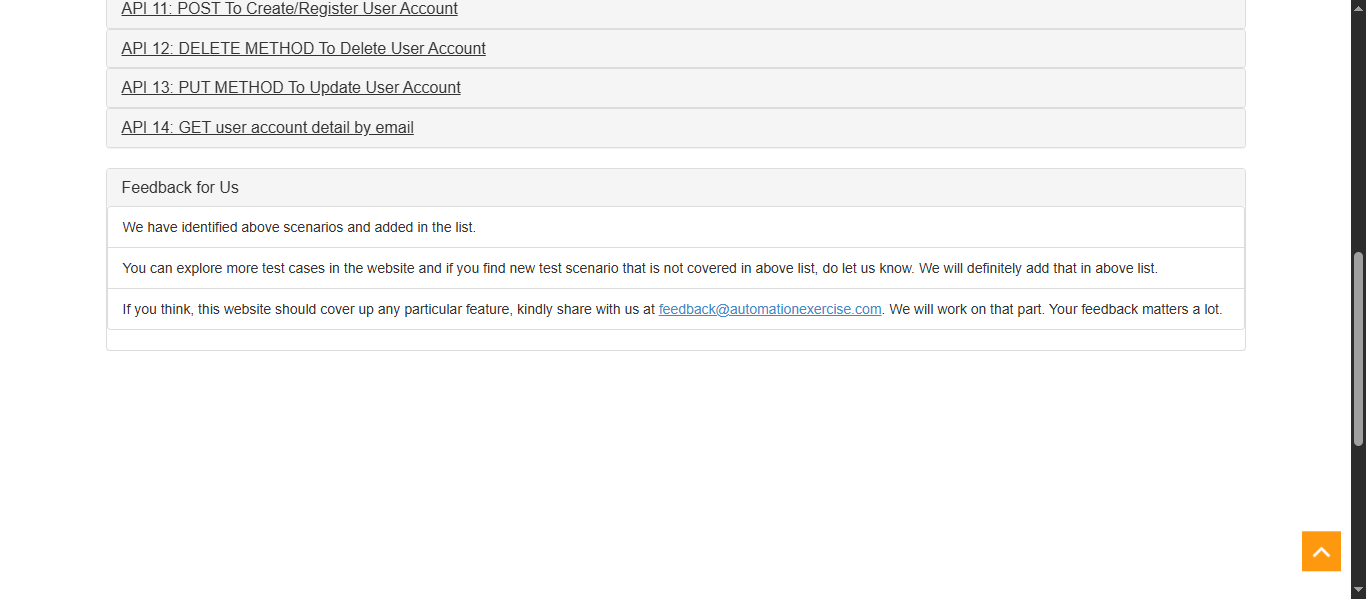 API 11: POST To Create/Register User Account
API 12: DELETE METHOD To Delete User Account
API 13: PUT METHOD To Update User Account
API 14: GET user account detail by email
Feedback for Us
We have identified above scenarios and added in the list.
You can explore more test cases in the website and if you find new test scenario that is not covered in above list, do let us know. We will definitely add that in above list.
If you think, this website should cover up any particular feature, kindly share with us at feedback@automationexercise.com. We will work on that part. Your feedback matters a lot.